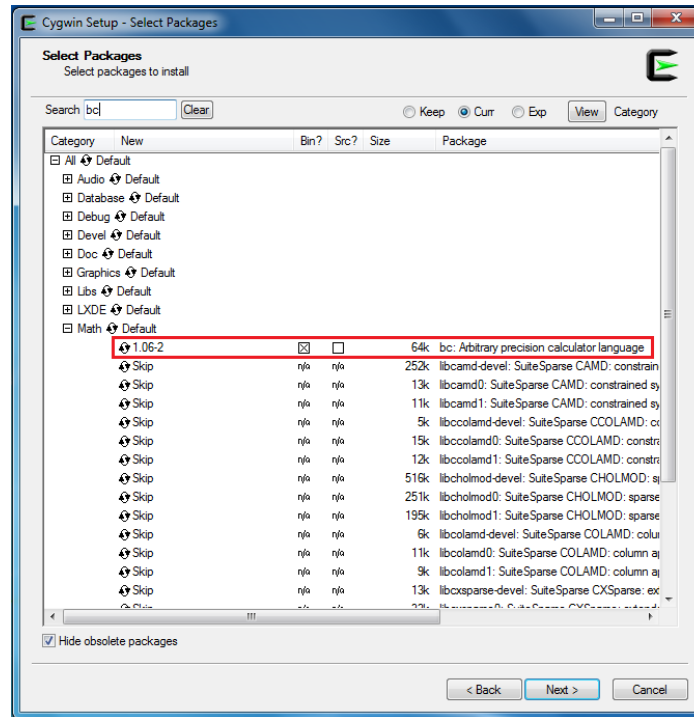 Cygwin Setup - Select Packages
Select Packages
Select packages to install
Search bc Clear Keep Curr Exp View Category
Category New Bin? Src? Size Package
All Default
Audio Default
Database Default
Debug Default
Devel Default
Doc Default
Graphics Default
Libs Default
LXDE Default
Math Default
1.06-2 64k bc: Arbitrary precision calculator language
Skip n/a n/a 252k libcamd-devel: SuiteSparse CAMD: constrain
Skip n/a n/a 13k libcamd0: SuiteSparse CAMD: constrained sy
Skip n/a n/a 11k libcamd1: SuiteSparse CAMD: constrained sy
Skip n/a n/a 5k libccolamd-devel: SuiteSparse CCOLAMD: co
Skip n/a n/a 15k libccolamd0: SuiteSparse CCOLAMD: constra
Skip n/a n/a 12k libccolamd1: SuiteSparse CCOLAMD: constra
Skip n/a n/a 516k libcholmod-devel: SuiteSparse CHOLMOD: s
Skip n/a n/a 251k libcholmod0: SuiteSparse CHOLMOD: sparse
Skip n/a n/a 195k libcholmod1: SuiteSparse CHOLMOD: sparse
Skip n/a n/a 6k libcolamd-devel: SuiteSparse COLAMD: colu
Skip n/a n/a 11k libcolamd0: SuiteSparse COLAMD: column a
Skip n/a n/a 9k libcolamd1: SuiteSparse COLAMD: column a
Skip n/a n/a 13k libcxsparse-devel: SuiteSparse CXSparse: ex
Hide obsolete packages
< Back Next > Cancel